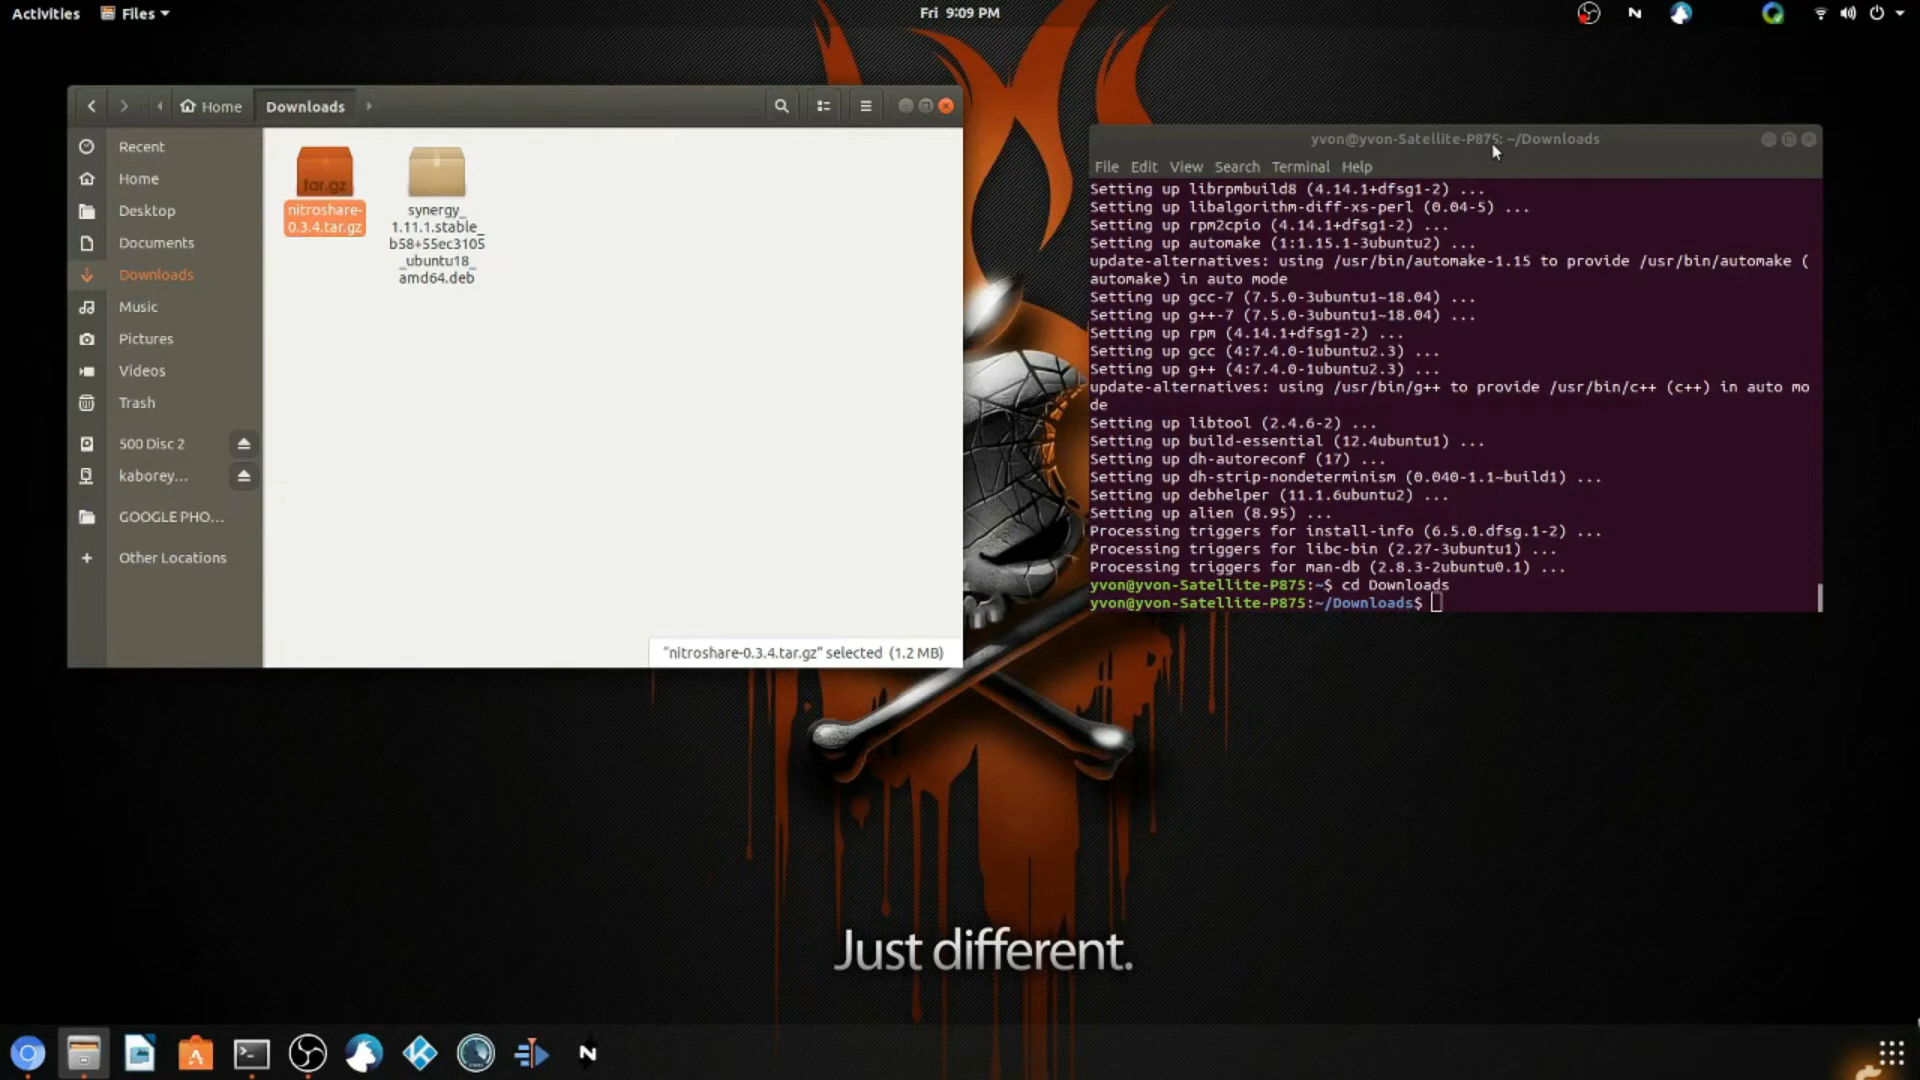 Activities Files Fri 9:09 PM N
Home Downloads
Recent
Home
Desktop
Documents
Downloads
Music
Pictures
Videos
Trash
500 Disc 2
kaborey...
GOOGLE PHO...
Other Locations
tar.gz
nitroshare-
0.3.4.tar.gz
synergy_
1.11.1.stable_
b58+55ec3105
_ubuntu18_
amd64.deb
"nitroshare-0.3.4.tar.gz" selected (1.2 MB)
yvon@yvon-Satellite-P875: ~/Downloads
File Edit View Search Terminal Help
Setting up librpmbuild8 (4.14.1+dfsg1-2) ...
Setting up libalgorithm-diff-xs-perl (0.04-5) ...
Setting up rpm2cpio (4.14.1+dfsg1-2) ...
Setting up automake (1:1.15.1-3ubuntu2) ...
update-alternatives: using /usr/bin/automake-1.15 to provide /usr/bin/automake (
automake) in auto mode
Setting up gcc-7 (7.5.0-3ubuntu1~18.04) ...
Setting up g++-7 (7.5.0-3ubuntu1~18.04) ...
Setting up rpm (4.14.1+dfsg1-2) ...
Setting up gcc (4:7.4.0-1ubuntu2.3) ...
Setting up g++ (4:7.4.0-1ubuntu2.3) ...
update-alternatives: using /usr/bin/g++ to provide /usr/bin/c++ (c++) in auto mo
de
Setting up libtool (2.4.6-2) ...
Setting up build-essential (12.4ubuntu1) ...
Setting up dh-autoreconf (17) ...
Setting up dh-strip-nondeterminism (0.040-1.1~build1) ...
Setting up debhelper (11.1.6ubuntu2) ...
Setting up alien (8.95) ...
Processing triggers for install-info (6.5.0.dfsg.1-2) ...
Processing triggers for libc-bin (2.27-3ubuntu1) ...
Processing triggers for man-db (2.8.3-2ubuntu0.1) ...
yvon@yvon-Satellite-P875:~$ cd Downloads
yvon@yvon-Satellite-P875:~/Downloads$
Just different.
N